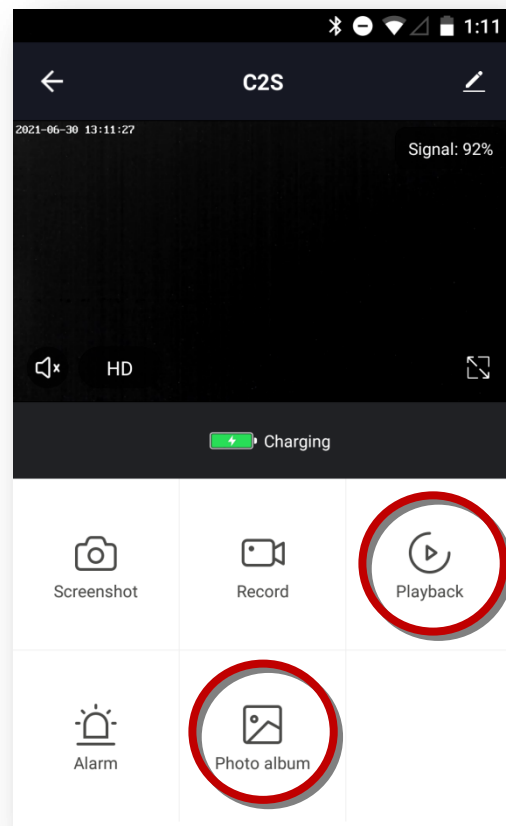 1:11
C2S
2021-06-30 13:11:27
Signal: 92%
HD
Charging
Screenshot
Record
Playback
Alarm
Photo album